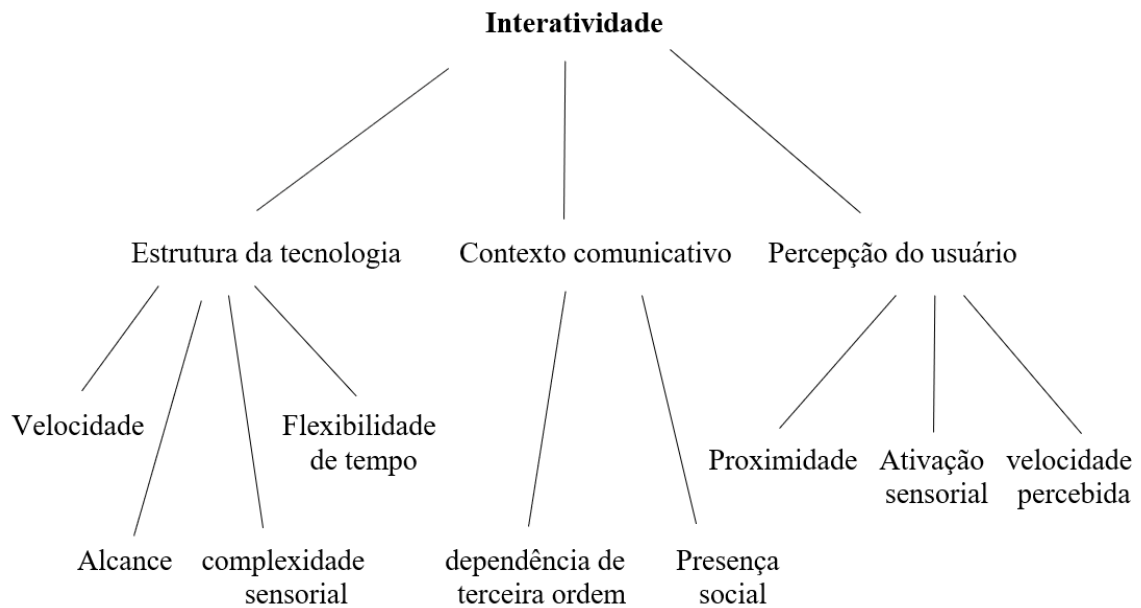 Interatividade
Estrutura da tecnologia
Contexto comunicativo
Percepção do usuário
Velocidade
Flexibilidade
de tempo
Alcance
complexidade
sensorial
dependência de
terceira ordem
Presença
social
Proximidade
Ativação
sensorial
velocidade
percebida